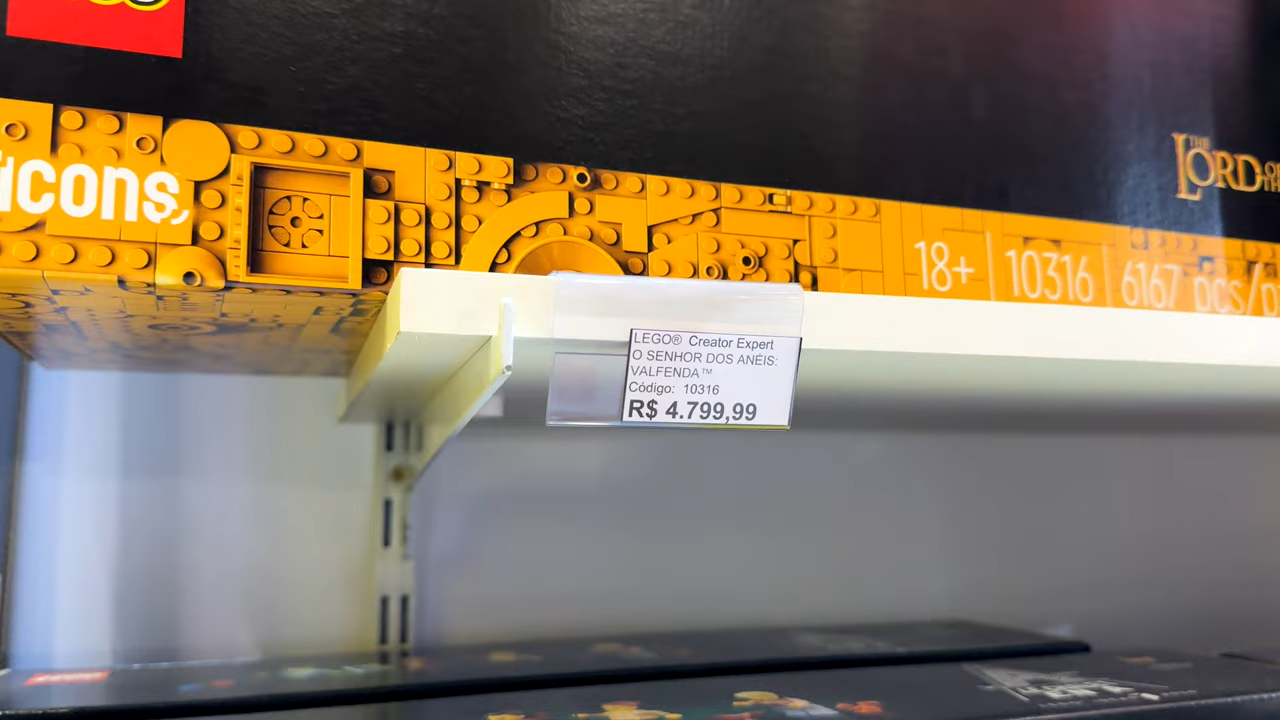 icons
THE
LORD OF
18+ | 10316 | 6167 pcs/p
LEGO® Creator Expert
O SENHOR DOS ANÉIS:
VALFENDA™
Código: 10316
R$ 4.799,99